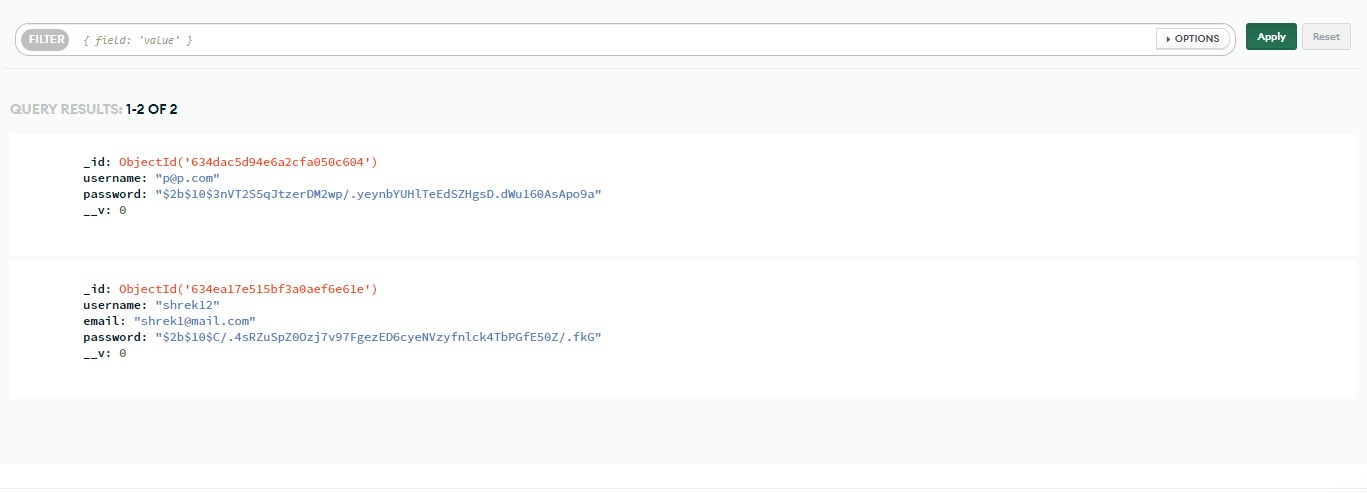 FILTER { field: 'value' } OPTIONS Apply Reset
QUERY RESULTS: 1-2 OF 2
_id: ObjectId('634dac5d94e6a2cfa050c604')
username: "p@p.com"
password: "$2b$10$3nVT2S5qJtzerDM2wp/.yeynbYUHlTeEdSZHgsD.dWu160AsApo9a"
__v: 0
_id: ObjectId('634ea17e515bf3a0aef6e61e')
username: "shrek12"
email: "shrek1@mail.com"
password: "$2b$10$C/.4sRZuSpZ0Ozj7v97FgezED6cyeNVzyfnlck4TbPGfE50Z/.fkG"
__v: 0